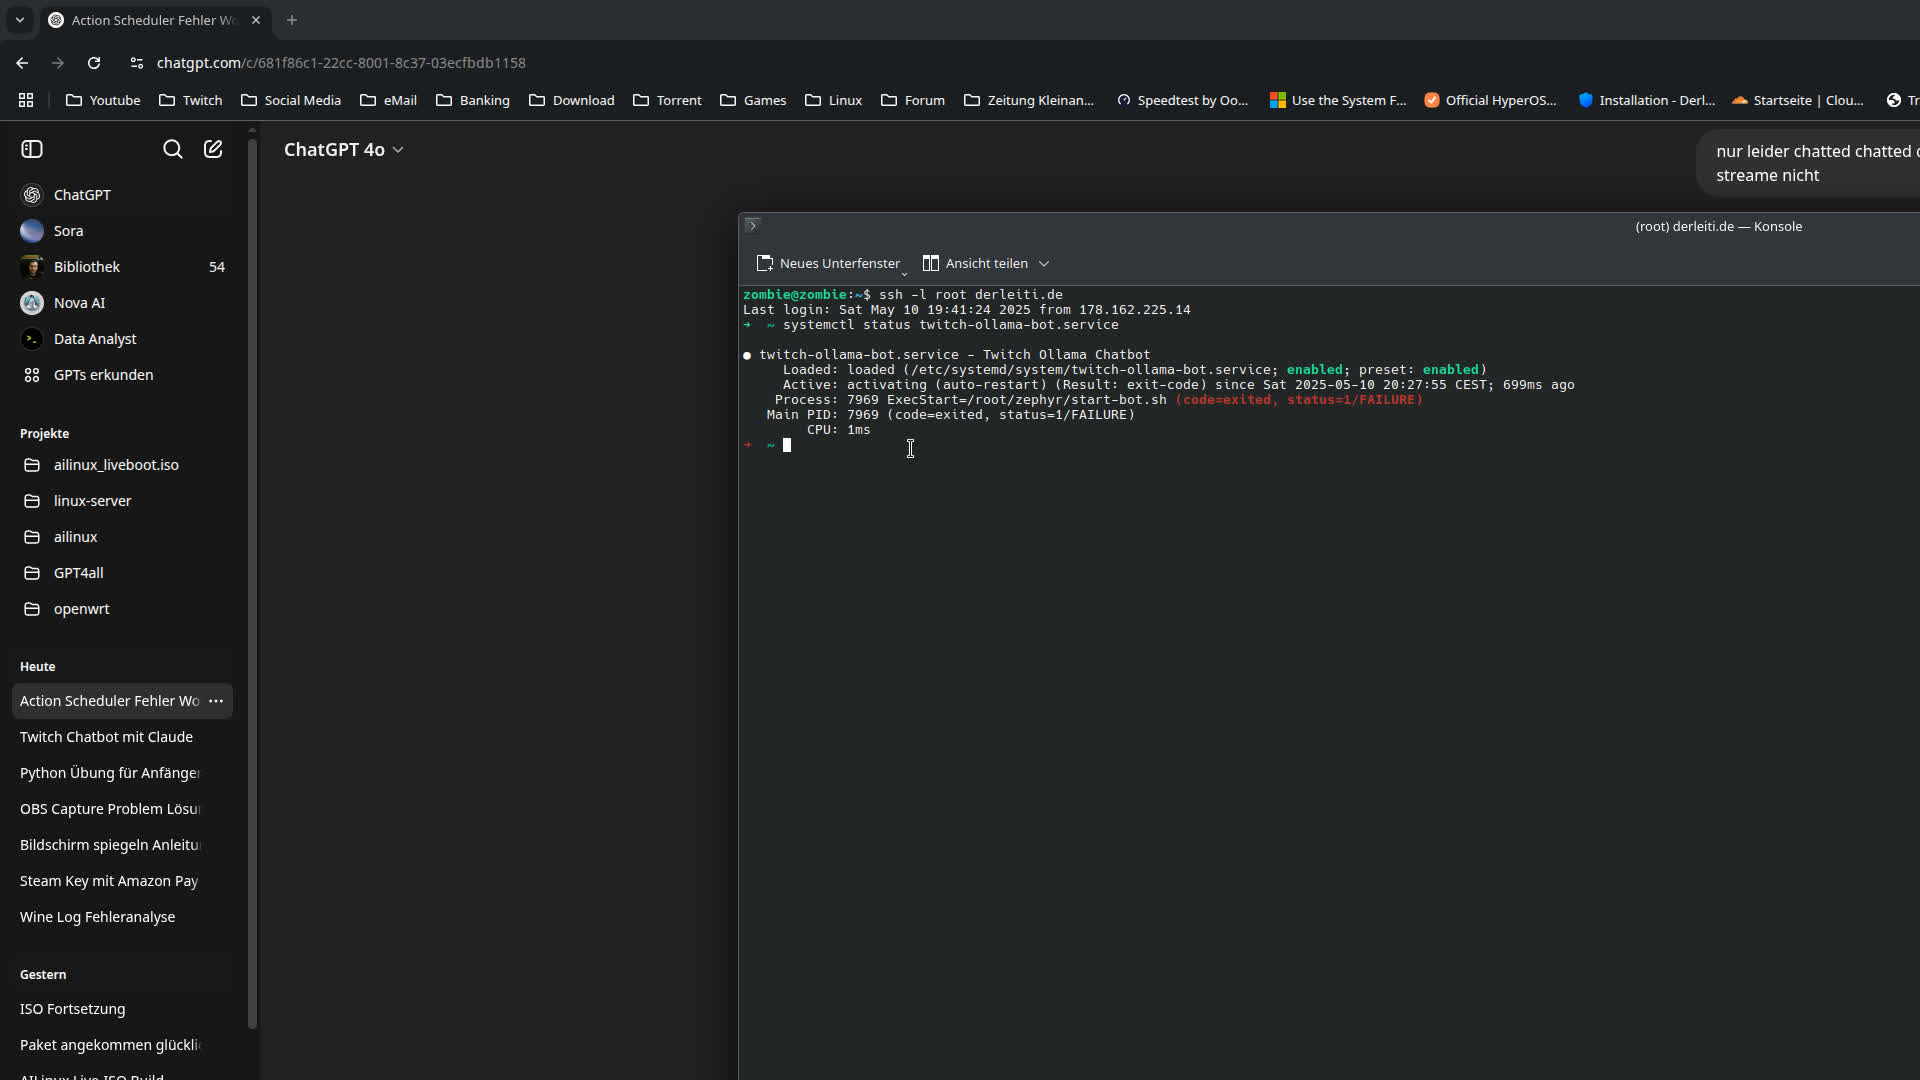 Action Scheduler Fehler Wo
chatgpt.com/c/681f86c1-22cc-8001-8c37-03ecfbdb1158
Youtube Twitch Social Media eMail Banking Download Torrent Games Linux Forum Zeitung Kleinan... Speedtest by Oo... Use the System F... Official HyperOS... Installation - Derl... Startseite | Clou... Tr
ChatGPT 4o
nur leider chatted chatted
streame nicht
ChatGPT
Sora
Bibliothek 54
Nova AI
Data Analyst
GPTs erkunden
Projekte
ailinux_liveboot.iso
linux-server
ailinux
GPT4all
openwrt
Heute
Action Scheduler Fehler Wo
Twitch Chatbot mit Claude
Python Übung für Anfänger
OBS Capture Problem Lösu
Bildschirm spiegeln Anleitu
Steam Key mit Amazon Pay
Wine Log Fehleranalyse
Gestern
ISO Fortsetzung
Paket angekommen glückli
AILinux Live ISO Build
(root) derleiti.de — Konsole
Neues Unterfenster Ansicht teilen
zombie@zombie:~$ ssh -l root derleiti.de
Last login: Sat May 10 19:41:24 2025 from 178.162.225.14
➜ ~ systemctl status twitch-ollama-bot.service
● twitch-ollama-bot.service - Twitch Ollama Chatbot
Loaded: loaded (/etc/systemd/system/twitch-ollama-bot.service; enabled; preset: enabled)
Active: activating (auto-restart) (Result: exit-code) since Sat 2025-05-10 20:27:55 CEST; 699ms ago
Process: 7969 ExecStart=/root/zephyr/start-bot.sh (code=exited, status=1/FAILURE)
Main PID: 7969 (code=exited, status=1/FAILURE)
CPU: 1ms
➜ ~